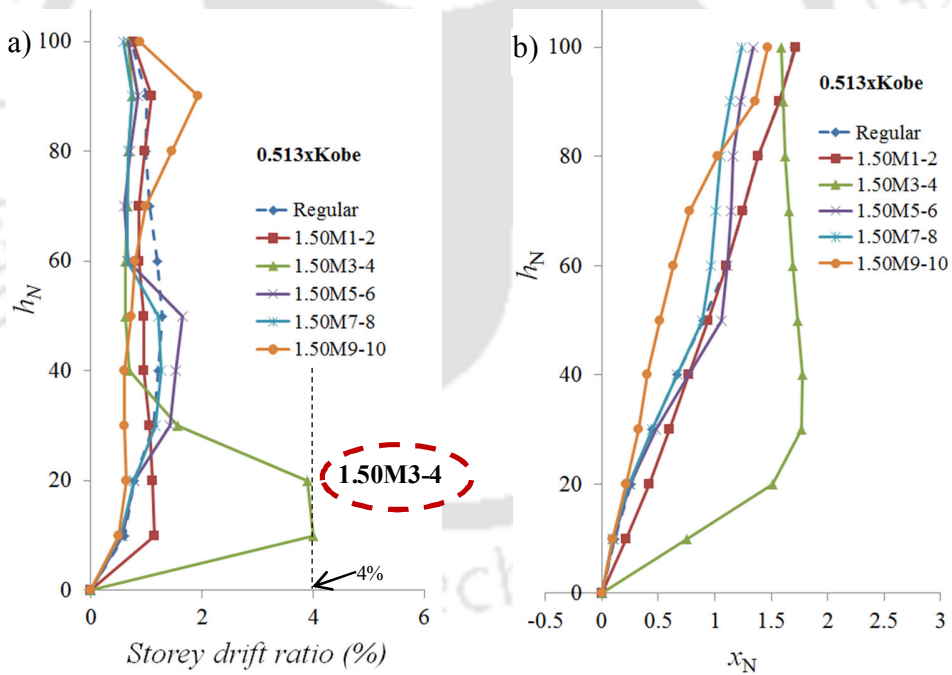 a)
100
80
60
40
20
0
h_N
0
2
4
6
Storey drift ratio (%)
0.513xKobe
Regular
1.50M1-2
1.50M3-4
1.50M5-6
1.50M7-8
1.50M9-10
1.50M3-4
4%
b)
100
80
60
40
20
0
h_N
-0.5
0
0.5
1
1.5
2
2.5
3
x_N
0.513xKobe
Regular
1.50M1-2
1.50M3-4
1.50M5-6
1.50M7-8
1.50M9-10
ech